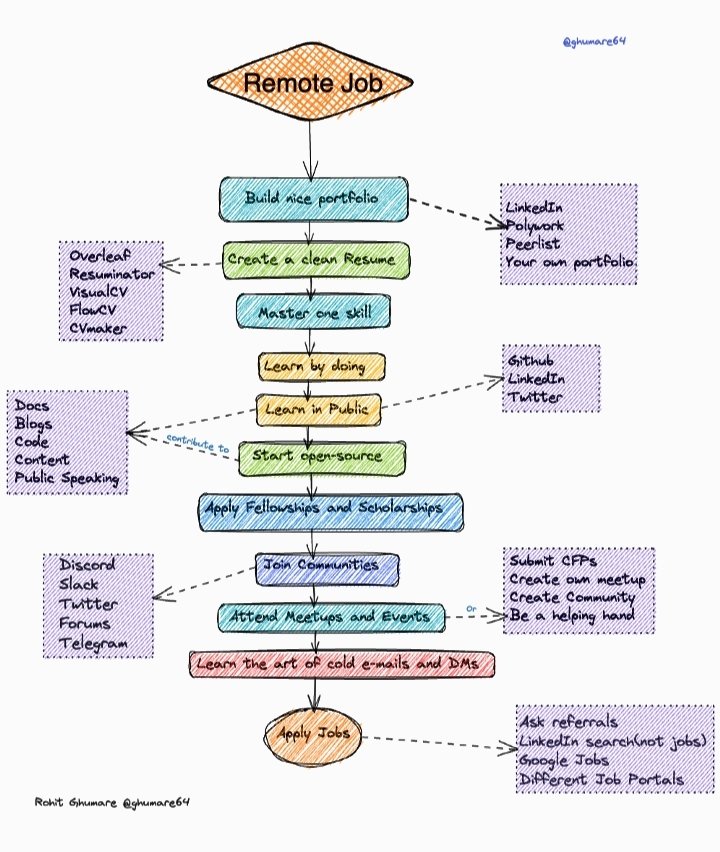 @ghumare64
Remote Job
Build nice portfolio
LinkedIn
Polywork
Peerlist
Your own portfolio
Create a clean Resume
Overleaf
Resuminator
VisualCV
FlowCV
CVmaker
Master one skill
Learn by doing
Learn in Public
Github
LinkedIn
Twitter
Docs
Blogs
Code
Content
Public Speaking
contribute to
Start open-source
Apply Fellowships and Scholarships
Join Communities
Discord
Slack
Twitter
Forums
Telegram
Attend Meetups and Events
or
Submit CFPs
Create own meetup
Create Community
Be a helping hand
Learn the art of cold e-mails and DMs
Apply Jobs
Ask referrals
LinkedIn search(not jobs)
Google Jobs
Different Job Portals
Rohit Ghumare @ghumare64